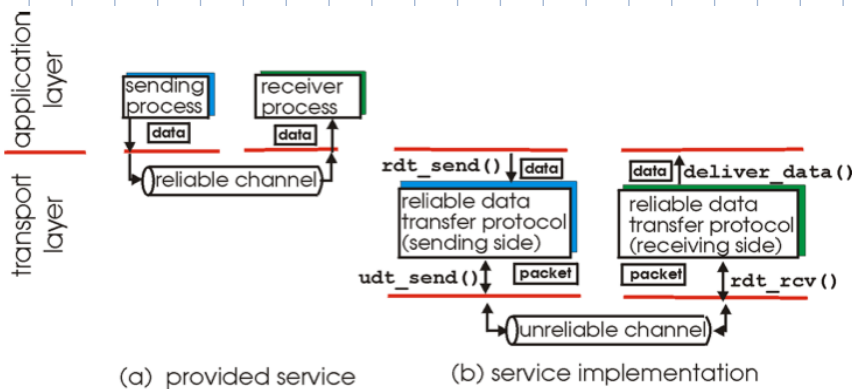 application
layer
transport
layer
sending
process
data
receiver
process
data
reliable channel
(a) provided service
rdt_send()
data
reliable data
transfer protocol
(sending side)
udt_send()
packet
data
deliver_data()
reliable data
transfer protocol
(receiving side)
packet
rdt_rcv()
unreliable channel
(b) service implementation